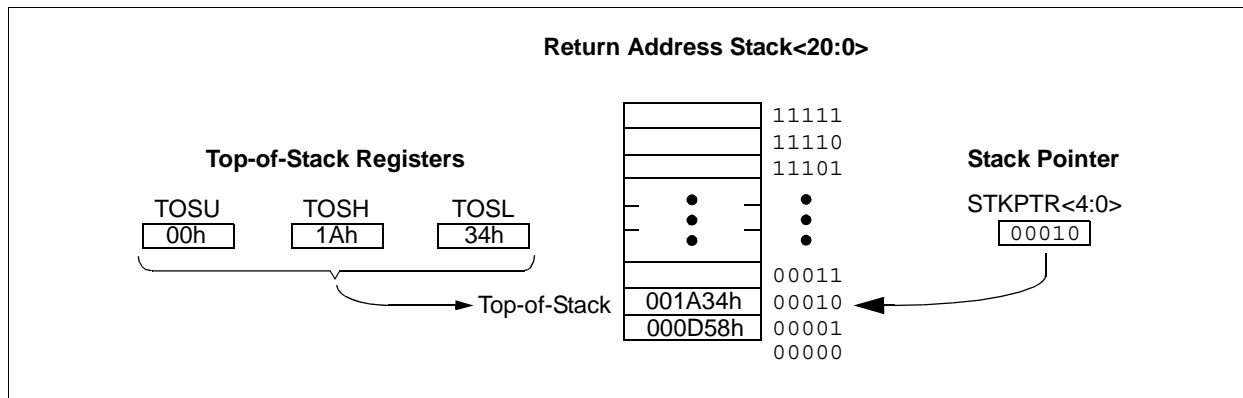 Return Address Stack<20:0>
11111
11110
Top-of-Stack Registers
11101
Stack Pointer
TOSU TOSH TOSL
STKPTR<4:0>
00h 1Ah 34h
00010
00011
Top-of-Stack 001A34h 00010
000D58h 00001
00000